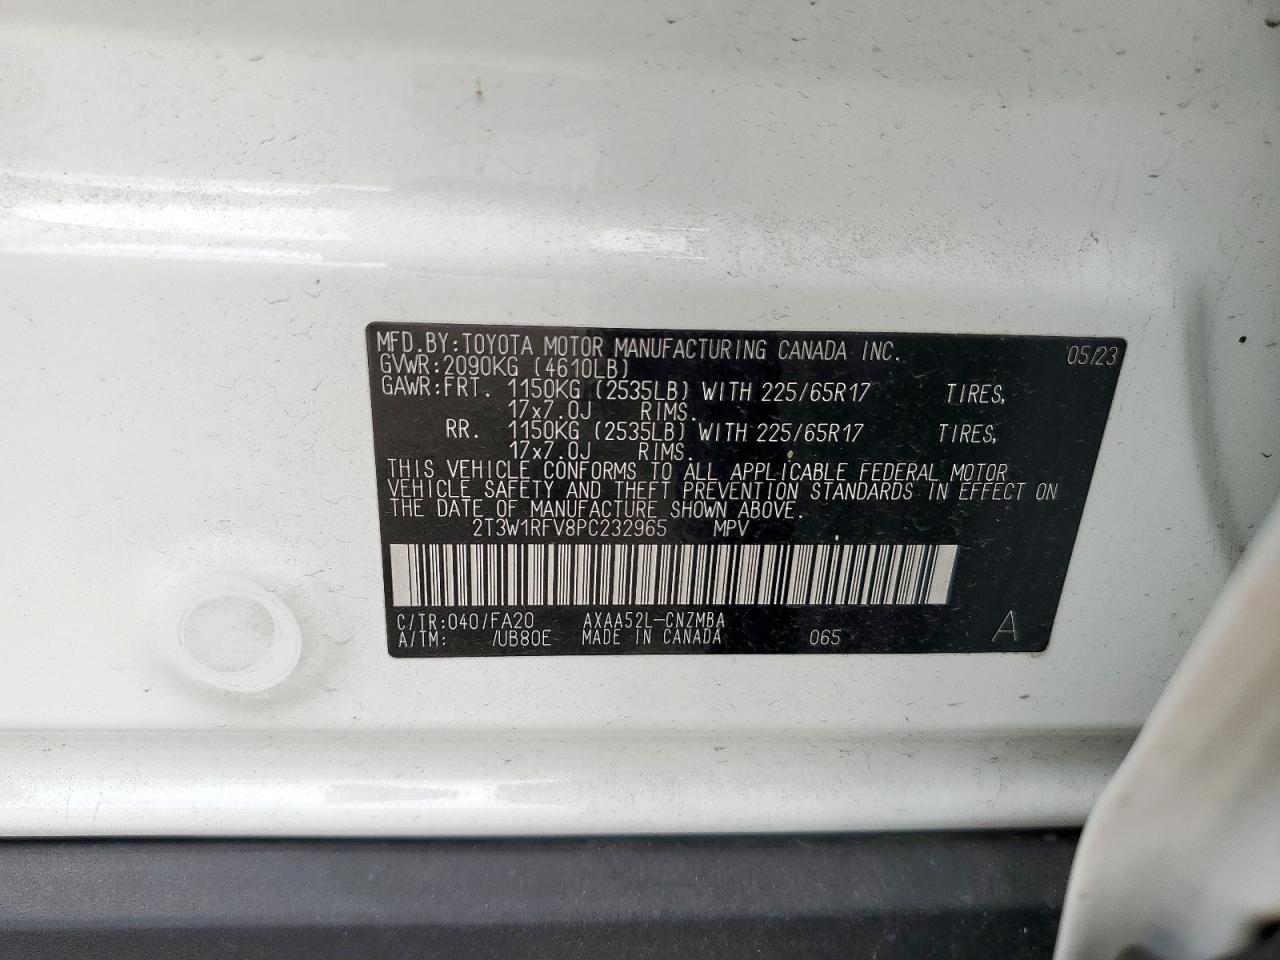 MFD.BY:TOYOTA MOTOR MANUFACTURING CANADA INC. 05/23
GVWR:2090KG (4610LB)
GAWR:FRT. 1150KG (2535LB) WITH 225/65R17 TIRES,
17x7.0J RIMS.
RR. 1150KG (2535LB) WITH 225/65R17 TIRES,
17x7.0J RIMS.
THIS VEHICLE CONFORMS TO ALL APPLICABLE FEDERAL MOTOR
VEHICLE SAFETY AND THEFT PREVENTION STANDARDS IN EFFECT ON
THE DATE OF MANUFACTURE SHOWN ABOVE.
2T3W1RFV8PC232965 MPV
C/TR:040/FA20 AXAA52L-CNZMBA
A/TM: /UB80E MADE IN CANADA 065 A